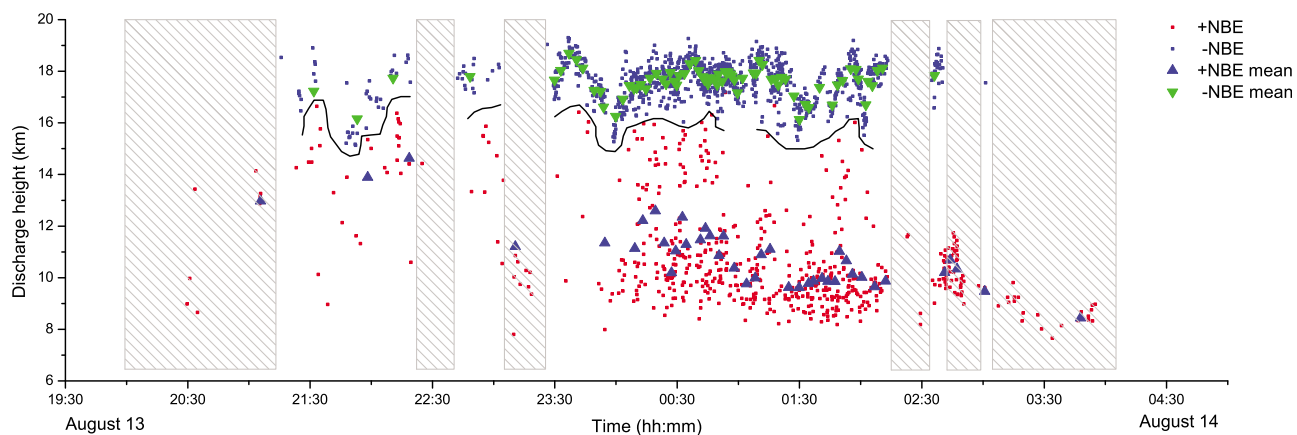 20
18
16
14
12
10
8
6
Discharge height (km)
19:30
20:30
21:30
22:30
23:30
00:30
01:30
02:30
03:30
04:30
August 13
Time (hh:mm)
August 14
+NBE
-NBE
+NBE mean
-NBE mean